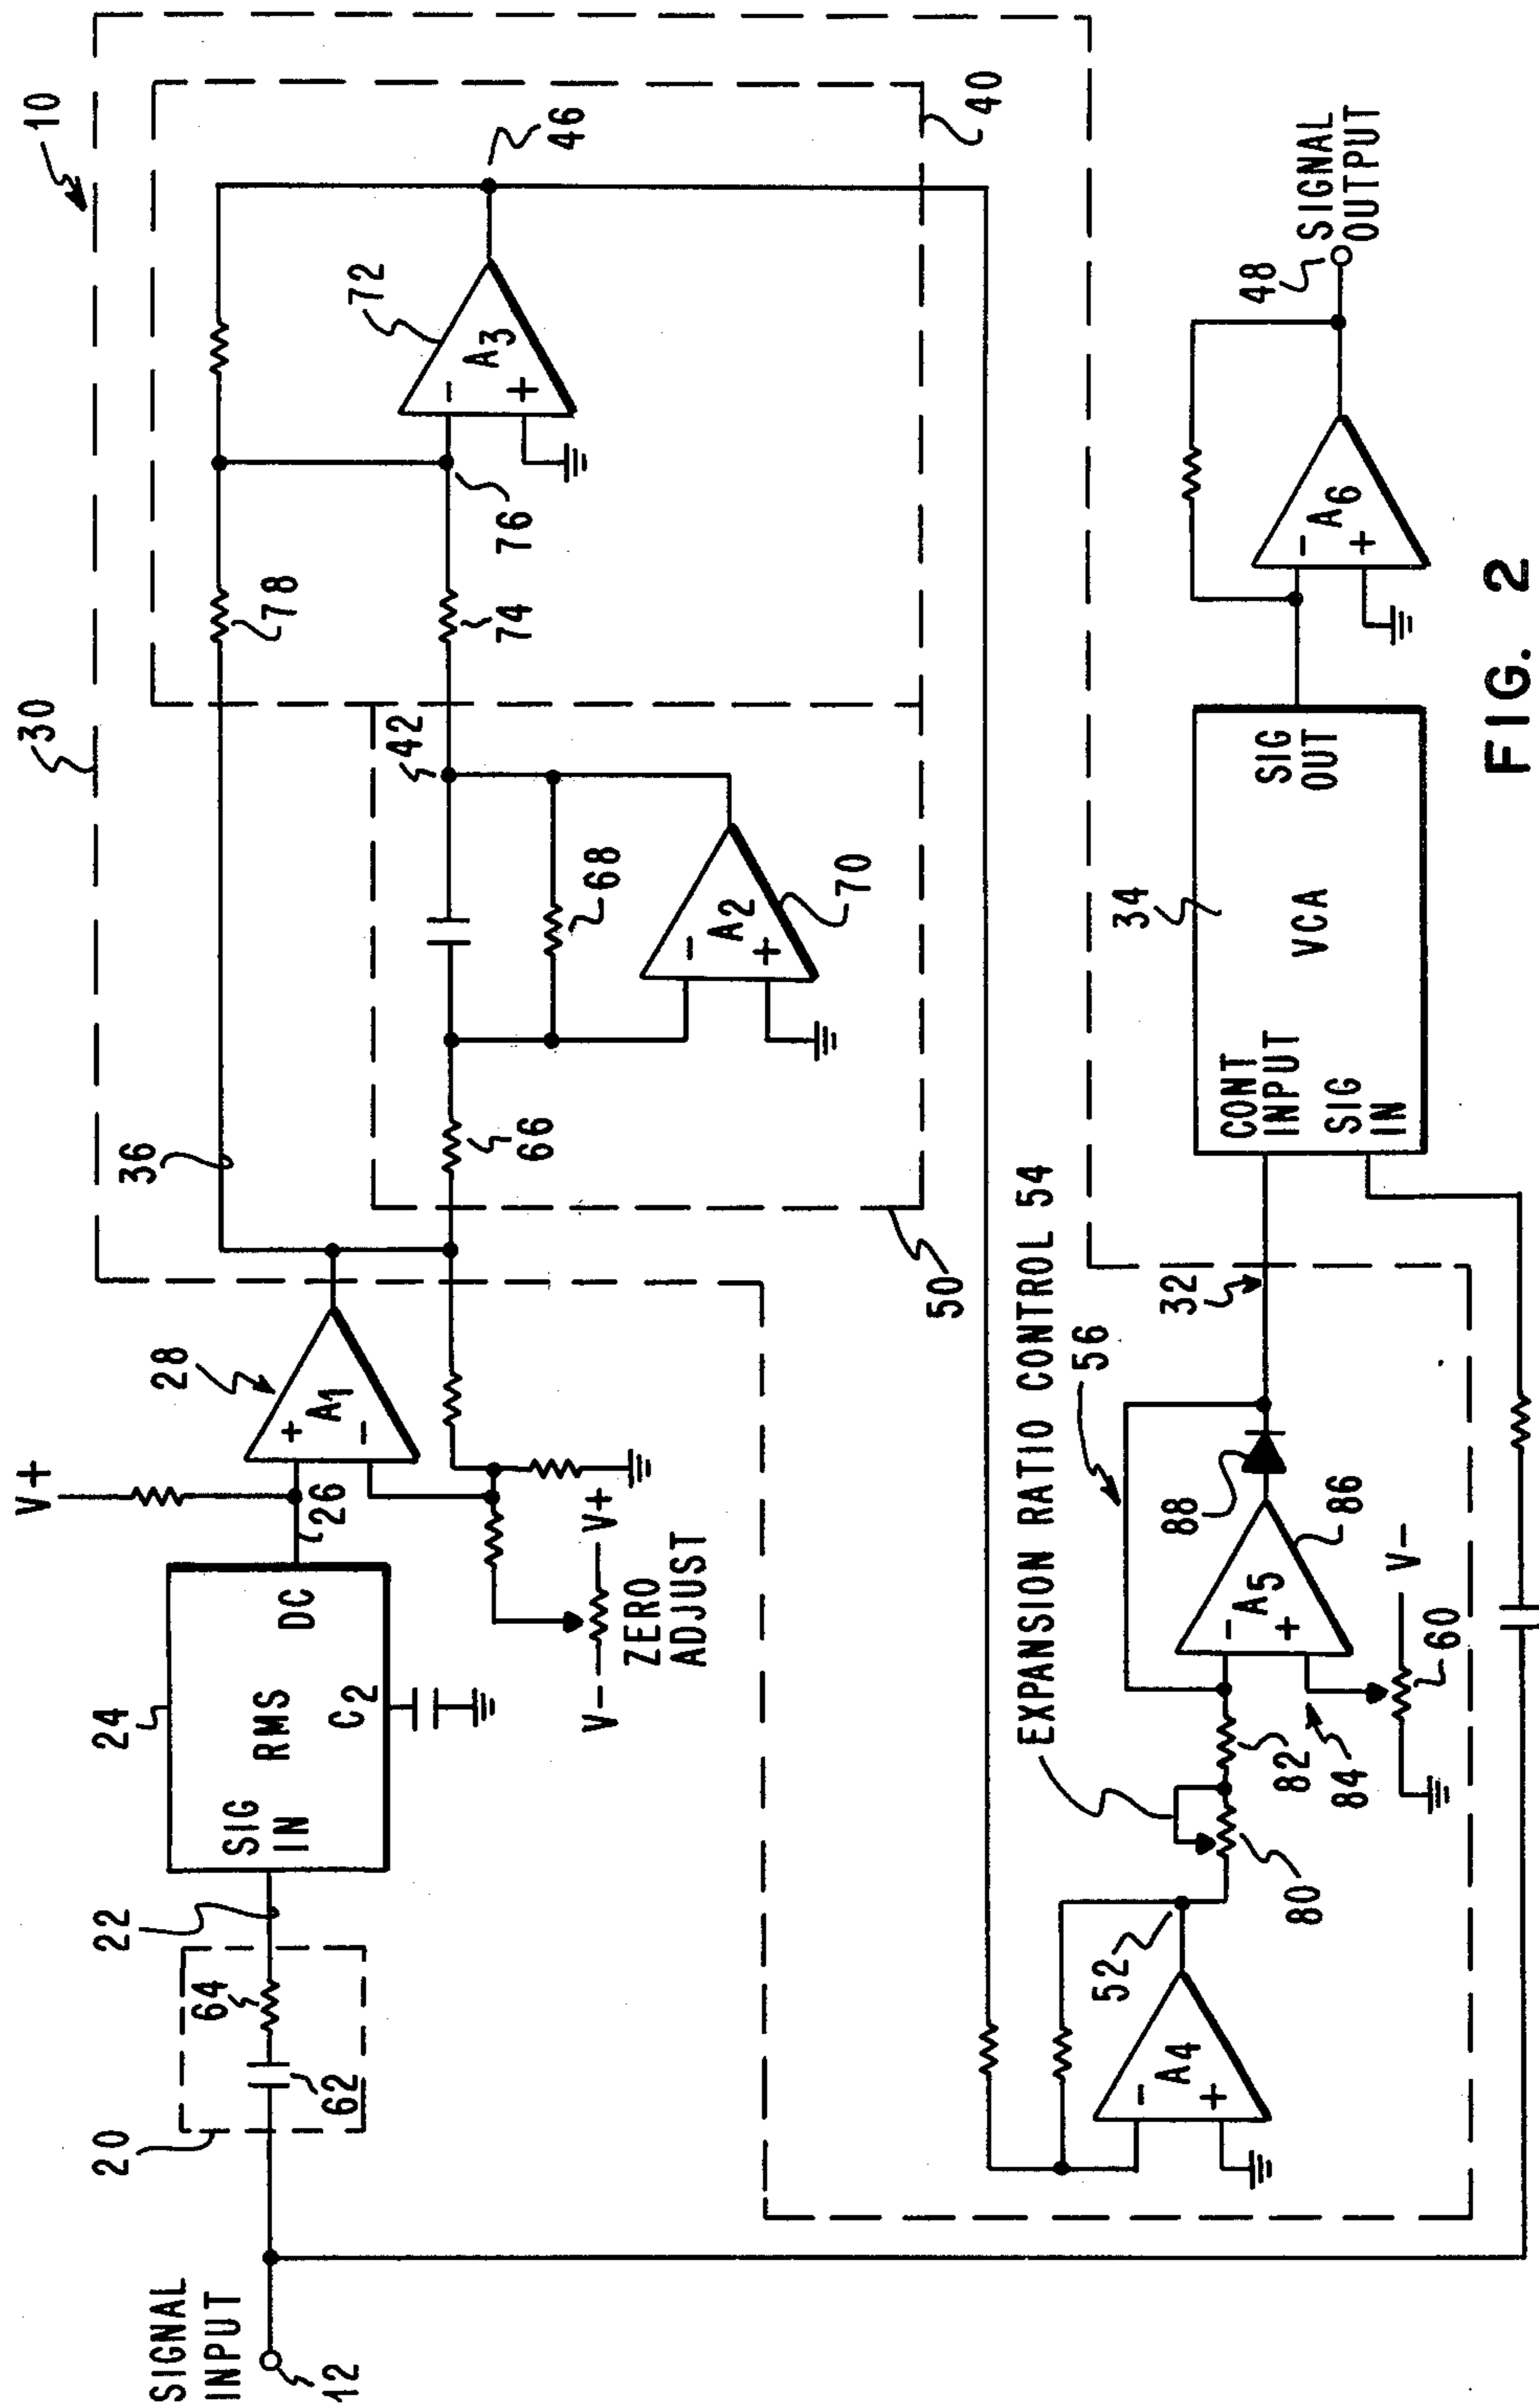 10
30
36
40
46
72
A3
-
+
76
78
74
42
68
A2
-
+
70
66
50
28
A1
+
-
V+
26
24
RMS
SIG
IN
DC
C2
22
20
64
62
SIGNAL
INPUT
12
V- V+
ZERO
ADJUST
EXPANSION RATIO CONTROL 54
56
32
88
A5
-
+
86
V-
60
84
82
80
52
A4
-
+
34
VCA
CONT
INPUT
SIG
IN
SIG
OUT
A6
-
+
48
SIGNAL
OUTPUT
FIG. 2